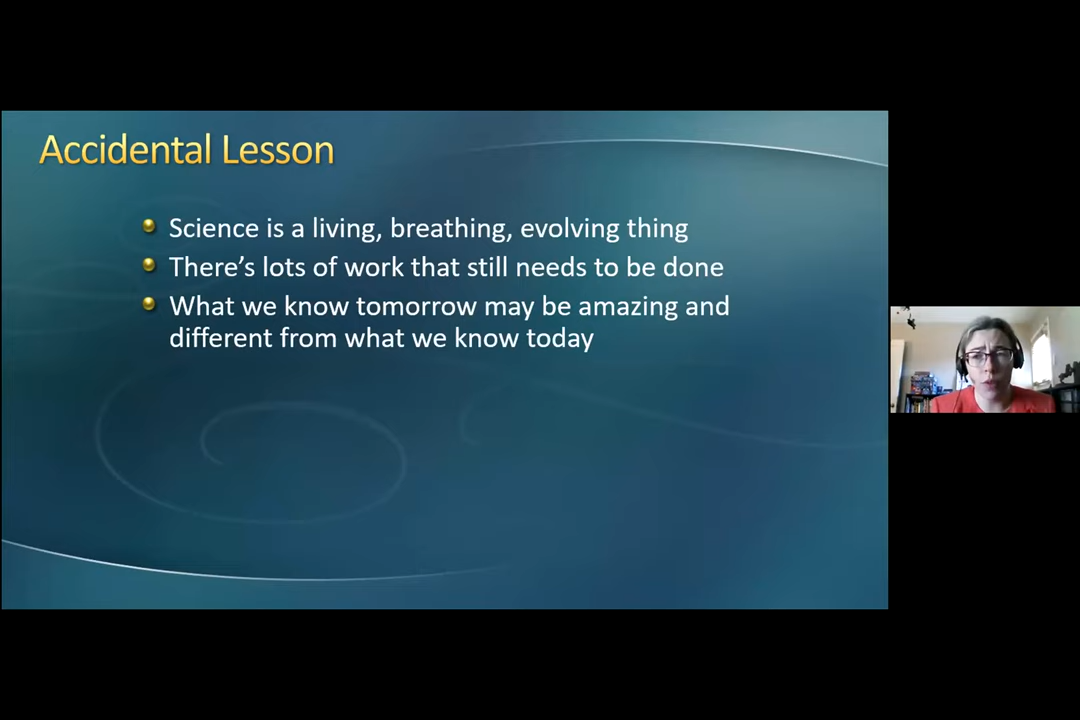 Accidental Lesson
Science is a living, breathing, evolving thing
There’s lots of work that still needs to be done
What we know tomorrow may be amazing and
different from what we know today